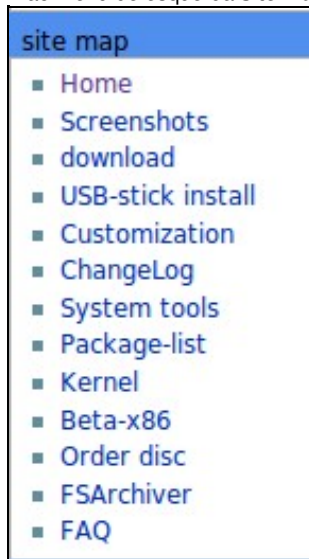 site map
Home
Screenshots
download
USB-stick install
Customization
ChangeLog
System tools
Package-list
Kernel
Beta-x86
Order disc
FSArchiver
FAQ